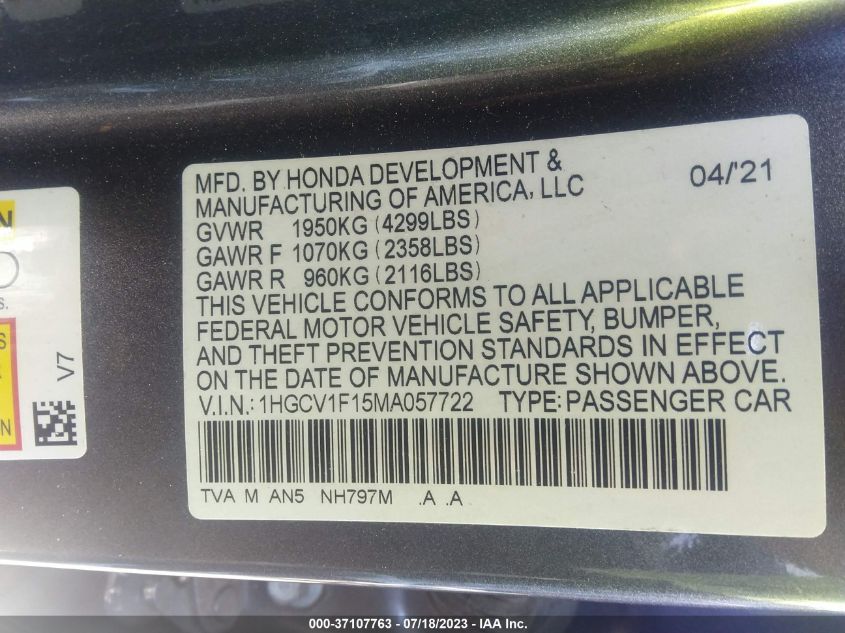 MFD. BY HONDA DEVELOPMENT & MANUFACTURING OF AMERICA, LLC 04/'21
GVWR 1950KG (4299LBS)
GAWR F 1070KG (2358LBS)
GAWR R 960KG (2116LBS)
THIS VEHICLE CONFORMS TO ALL APPLICABLE
FEDERAL MOTOR VEHICLE SAFETY, BUMPER,
AND THEFT PREVENTION STANDARDS IN EFFECT
ON THE DATE OF MANUFACTURE SHOWN ABOVE.
V.I.N.: 1HGCV1F15MA057722 TYPE: PASSENGER CAR
TVA M AN5 NH797M .A .A
V7
000-37107763 - 07/18/2023 - © IAA Inc.